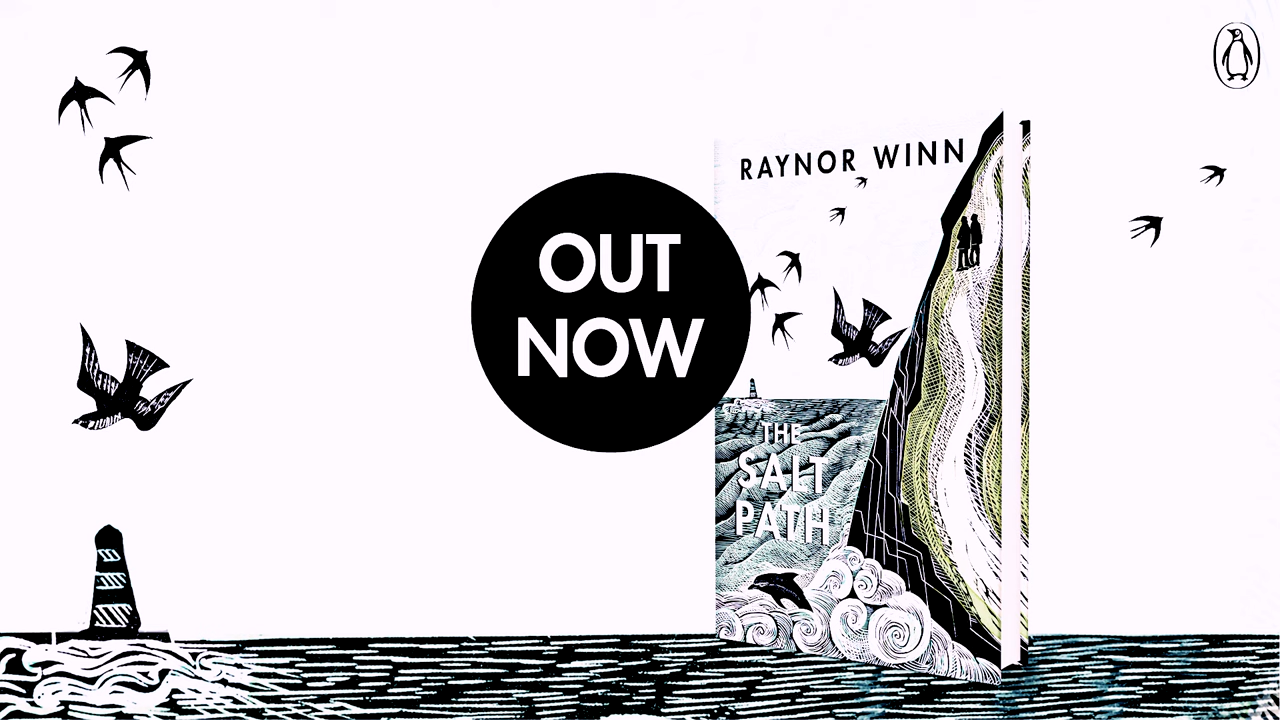 OUT
NOW
RAYNOR WINN
THE
SALT
PATH